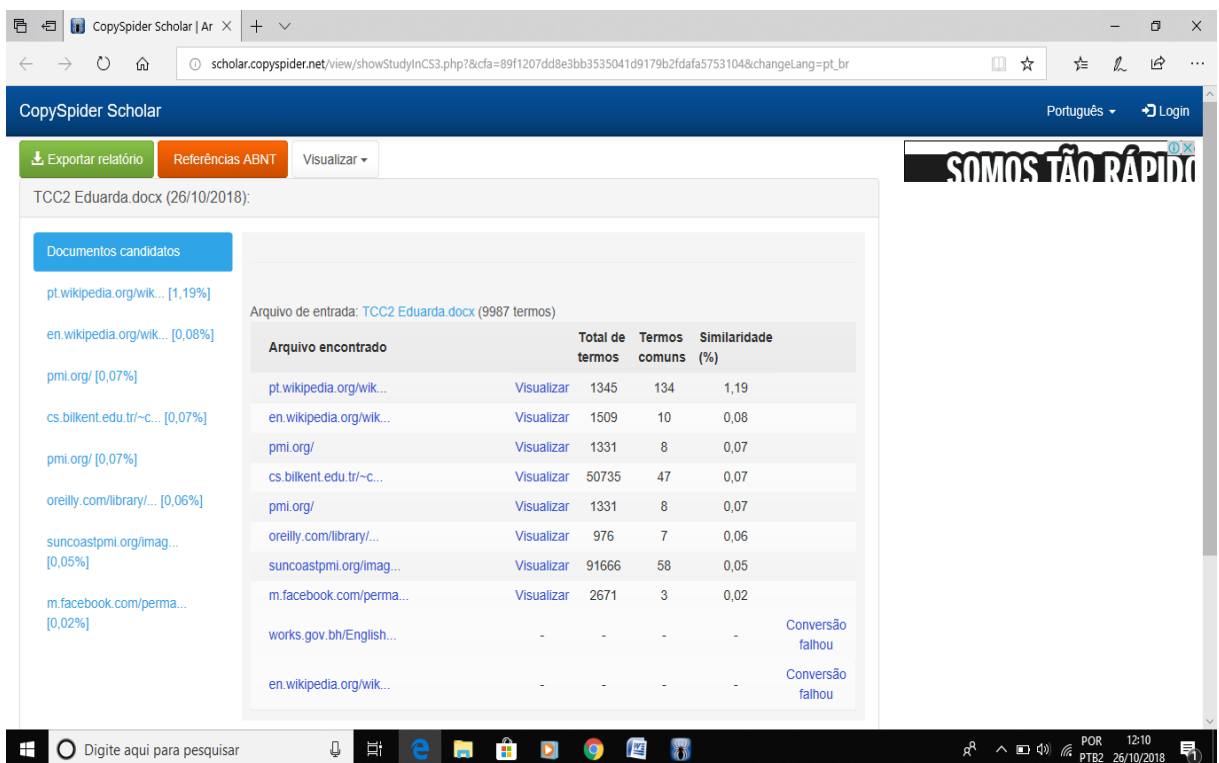 CopySpider Scholar | Ar
scholar.copyspider.net/view/showStudyInCS3.php?&cfa=89f1207dd8e3bb3535041d9179b2fdafa5753104&changeLang=pt_br
CopySpider Scholar
Português
Login
Exportar relatório
Referências ABNT
Visualizar
SOMOS TÃO RÁPIDO
TCC2 Eduarda.docx (26/10/2018):
Documentos candidatos
pt.wikipedia.org/wik... [1,19%]
en.wikipedia.org/wik... [0,08%]
pmi.org/ [0,07%]
cs.bilkent.edu.tr/~c... [0,07%]
pmi.org/ [0,07%]
oreilly.com/library/... [0,06%]
suncoastpmi.org/imag...
[0,05%]
m.facebook.com/perma...
[0,02%]
Arquivo de entrada: TCC2 Eduarda.docx (9987 termos)
Arquivo encontrado Total de termos Termos comuns Similaridade (%)
pt.wikipedia.org/wik... Visualizar 1345 134 1,19
en.wikipedia.org/wik... Visualizar 1509 10 0,08
pmi.org/ Visualizar 1331 8 0,07
cs.bilkent.edu.tr/~c... Visualizar 50735 47 0,07
pmi.org/ Visualizar 1331 8 0,07
oreilly.com/library/... Visualizar 976 7 0,06
suncoastpmi.org/imag... Visualizar 91666 58 0,05
m.facebook.com/perma... Visualizar 2671 3 0,02
works.gov.bh/English... - - - - Conversão falhou
en.wikipedia.org/wik... - - - - Conversão falhou
Digite aqui para pesquisar
POR 12:10
PTB2 26/10/2018